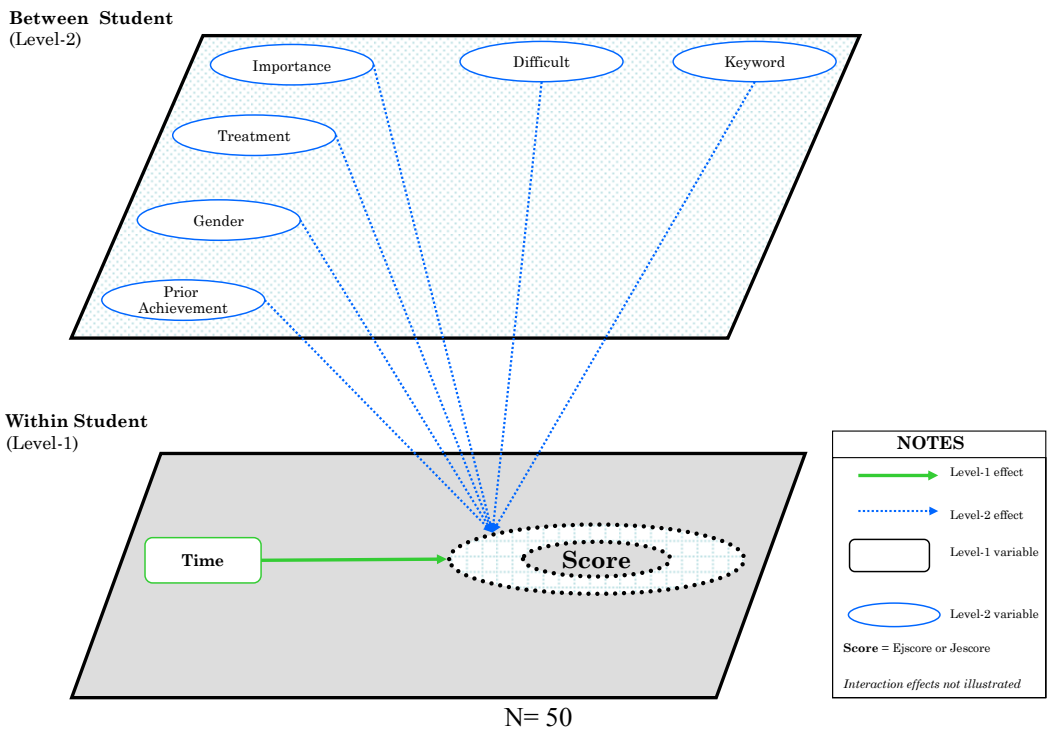 Between Student
(Level-2)
Importance
Difficult
Keyword
Treatment
Gender
Prior
Achievement
Within Student
(Level-1)
Time
Score
N= 50
NOTES
Level-1 effect
Level-2 effect
Level-1 variable
Level-2 variable
Score = Ejscore or Jescore
Interaction effects not illustrated